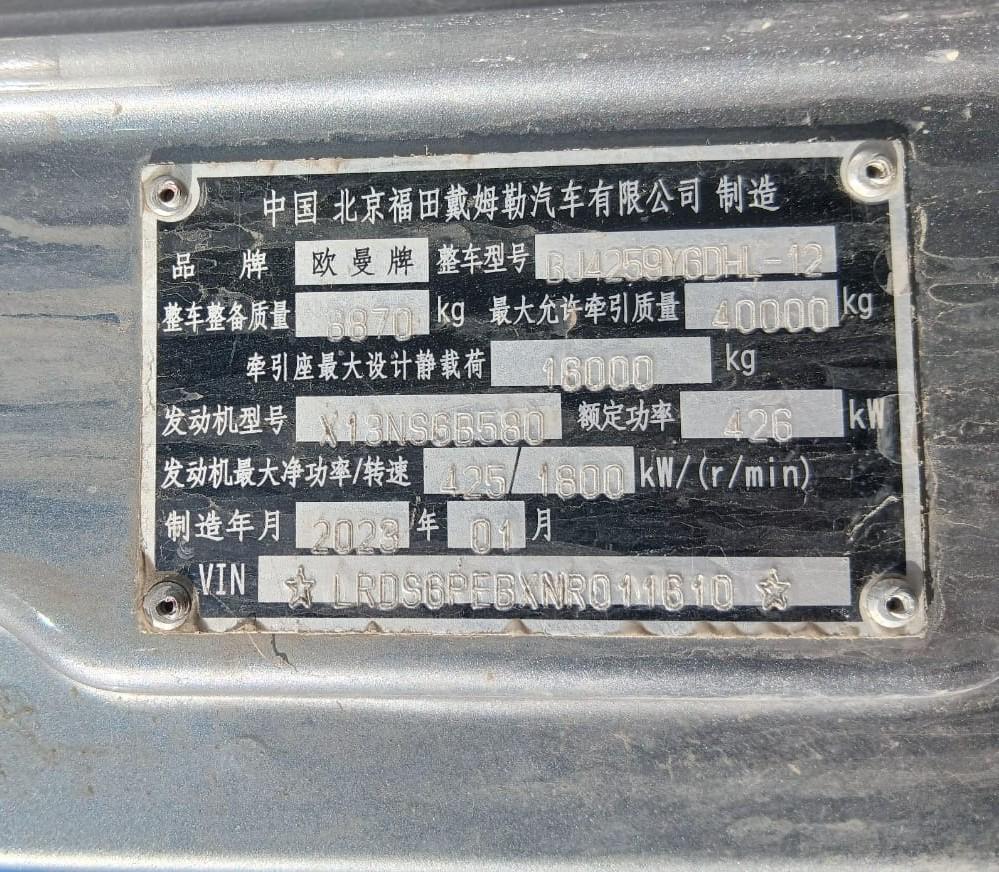 中国 北京福田戴姆勒汽车有限公司 制造
品 牌 欧曼牌 整车型号 BJ4259Y6DHL-12
整车整备质量 8870 kg 最大允许牵引质量 40000 kg
牵引座最大设计静载荷 16000 kg
发动机型号 X13NS6B580 额定功率 426 kW
发动机最大净功率/转速 425/1800 kW/(r/min)
制造年月 2023 年 01 月
VIN ☆ LRDS6PEBXNR011610 ☆